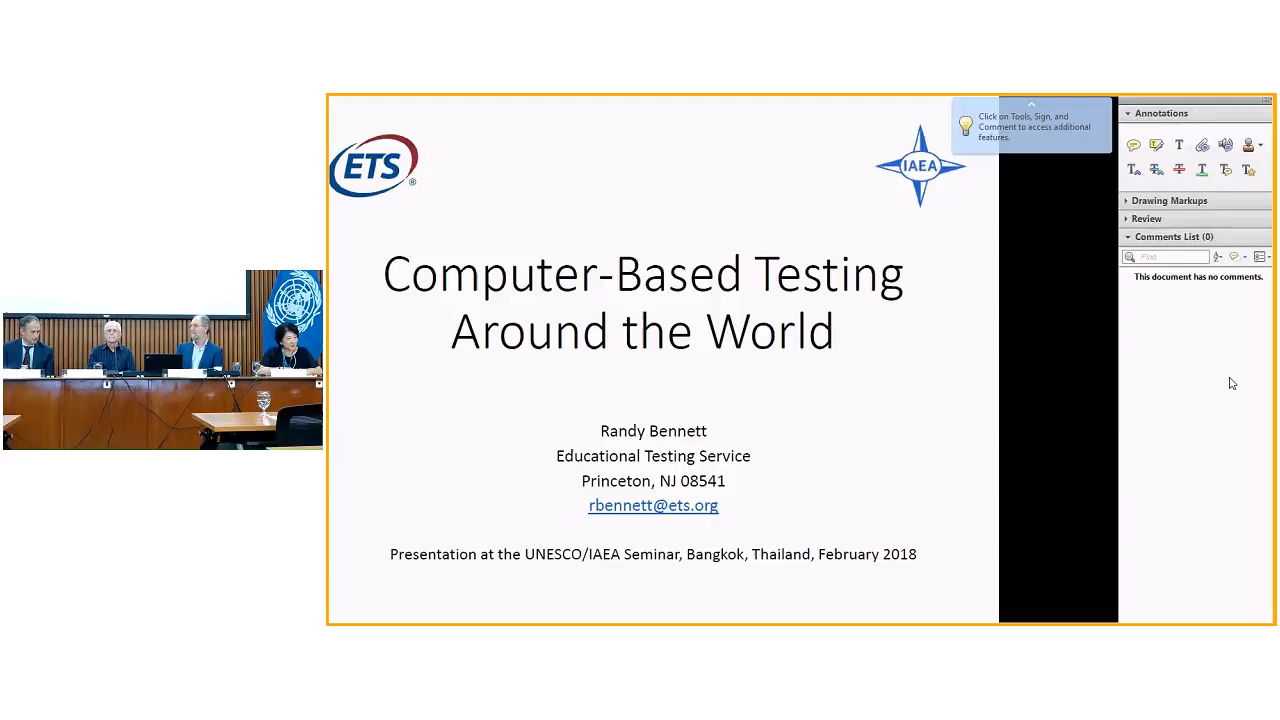 ETS
®
IAEA
Computer-Based Testing
Around the World
Randy Bennett
Educational Testing Service
Princeton, NJ 08541
rbennett@ets.org
Presentation at the UNESCO/IAEA Seminar, Bangkok, Thailand, February 2018
Click on Tools, Sign, and
Comment to access additional
features.
Annotations
Drawing Markups
Review
Comments List (0)
Find
This document has no comments.